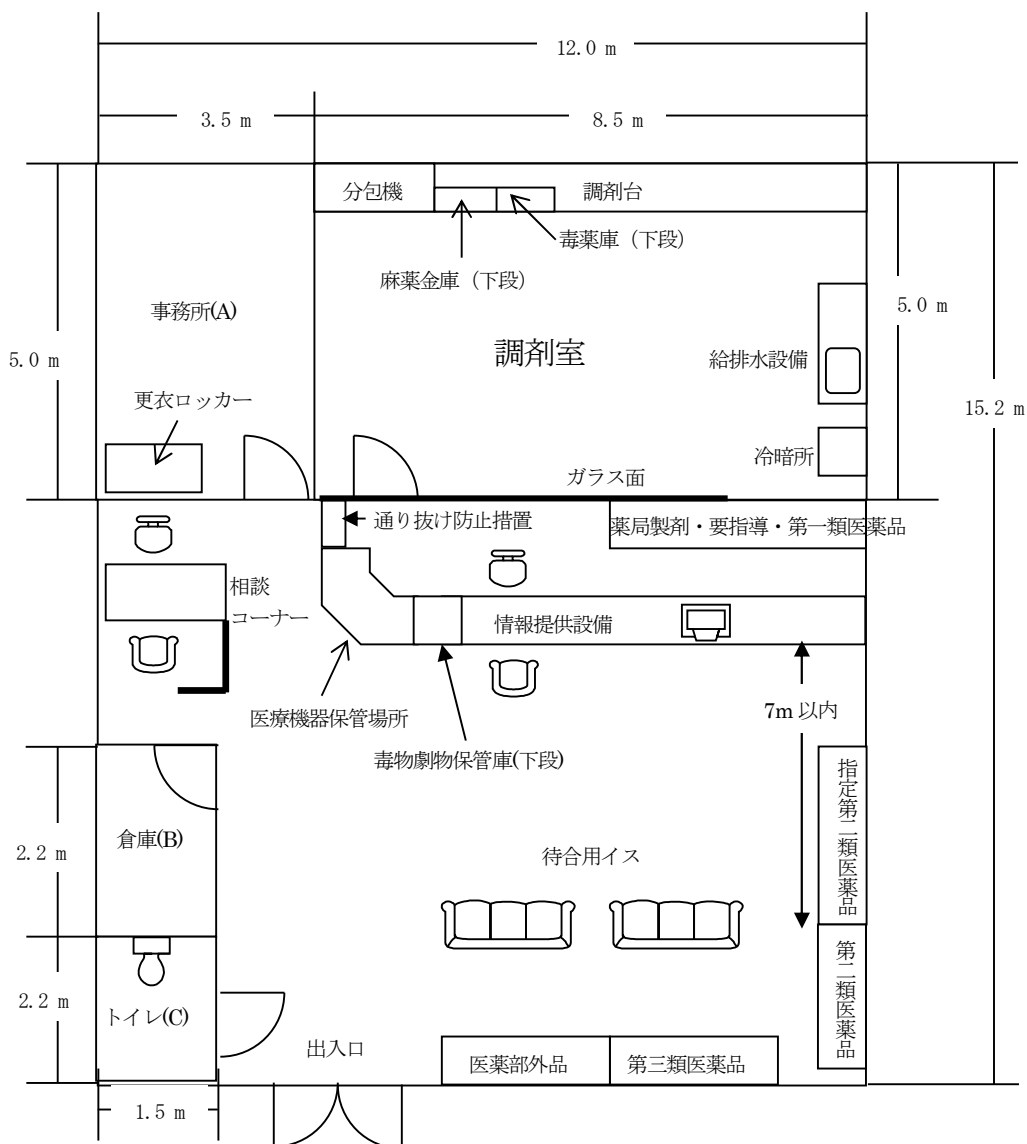 12.0 m
3.5 m
8.5 m
分包機
調剤台
毒薬庫（下段）
麻薬金庫（下段）
事務所(A)
5.0 m
5.0 m
調剤室
給排水設備
15.2 m
更衣ロッカー
冷暗所
ガラス面
通り抜け防止措置
薬局製剤・要指導・第一類医薬品
相談
コーナー
情報提供設備
医療機器保管場所
7m 以内
毒物劇物保管庫(下段)
指定第二類医薬品
倉庫(B)
2.2 m
待合用イス
第二類医薬品
2.2 m
トイレ(C)
出入口
医薬部外品
第三類医薬品
1.5 m